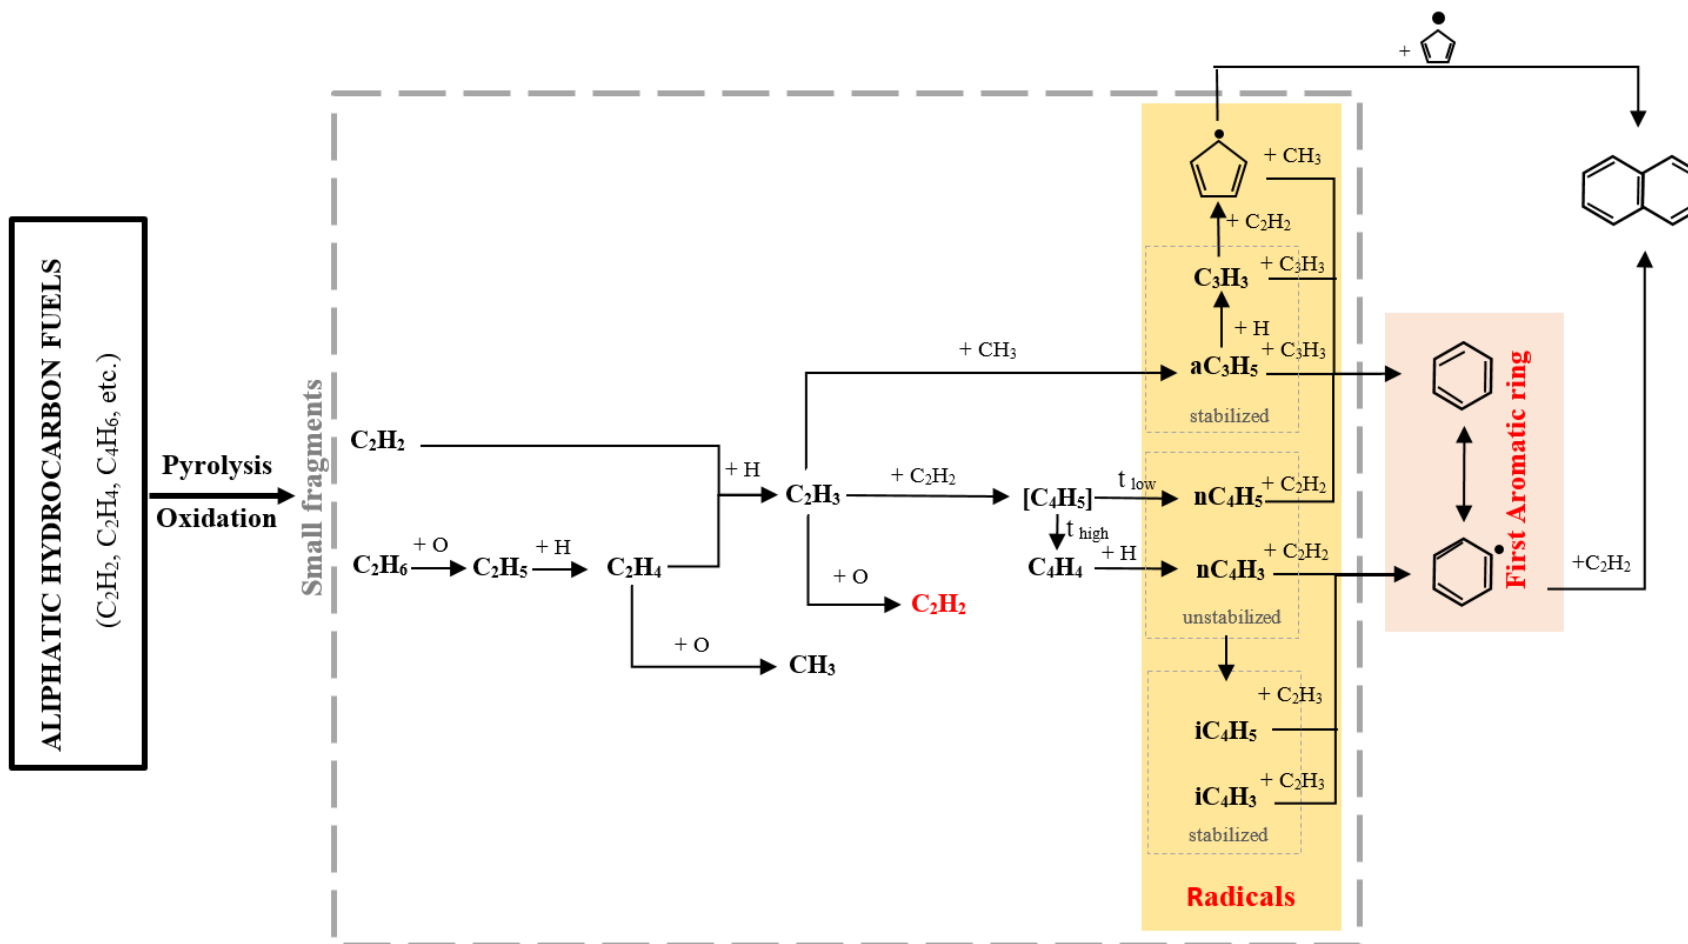 +
+ CH₃
+ C₂H₂
C₃H₃
+ C₃H₃
+ H
+ CH₃
aC₃H₅
+ C₃H₃
stabilized
ALIPHATIC HYDROCARBON FUELS
(C₂H₂, C₂H₄, C₄H₆, etc.)
Pyrolysis
Oxidation
Small fragments
C₂H₂
+ H
C₂H₃
+ C₂H₂
[C₄H₅]
t low
nC₄H₅
+ C₂H₂
t high
C₂H₆
+ O
C₂H₅
+ H
C₂H₄
C₄H₄
+ H
nC₄H₃
+ C₂H₂
unstabilized
+ O
C₂H₂
+ O
CH₃
+ C₂H₃
iC₄H₅
+ C₂H₃
iC₄H₃
stabilized
Radicals
First Aromatic ring
+C₂H₂